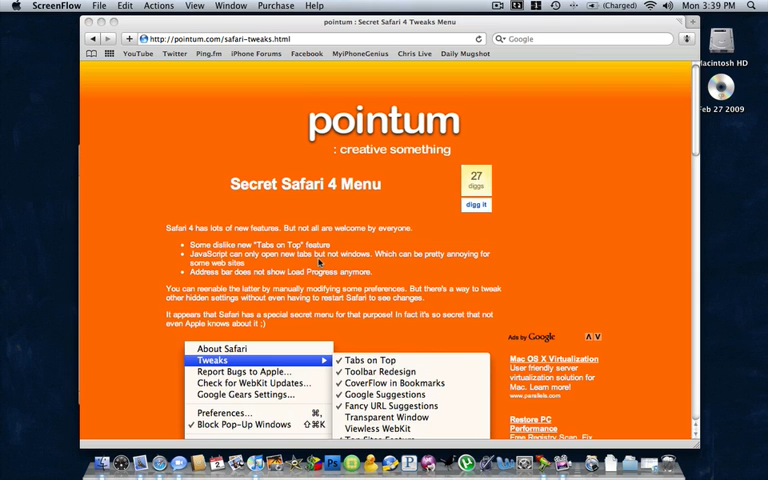 ScreenFlow File Edit Actions View Window Purchase Help (Charged) Mon 3:39 PM
pointum : Secret Safari 4 Tweaks Menu
http://pointum.com/safari-tweaks.html Google
YouTube Twitter Ping.fm iPhone Forums Facebook MyiPhoneGenius Chris Live Daily Mugshot
Macintosh HD
Feb 27 2009
pointum
: creative something
Secret Safari 4 Menu
27
diggs
digg it
Safari 4 has lots of new features. But not all are welcome by everyone.
Some dislike new "Tabs on Top" feature
JavaScript can only open new tabs but not windows. Which can be pretty annoying for
some web sites
Address bar does not show Load Progress anymore.
You can reenable the latter by manually modifying some preferences. But there's a way to tweak
other hidden settings without even having to restart Safari to see changes.
It appears that Safari has a special secret menu for that purpose! In fact it's so secret that not
even Apple knows about it ;)
About Safari
Tweaks
Report Bugs to Apple...
Check for WebKit Updates...
Google Gears Settings...
Preferences... ⌘,
✓ Block Pop-Up Windows ⇧⌘K
✓ Tabs on Top
✓ Toolbar Redesign
✓ CoverFlow in Bookmarks
✓ Google Suggestions
✓ Fancy URL Suggestions
Transparent Window
Viewless WebKit
Ads by Google
Mac OS X Virtualization
User friendly server
virtualization solution for
Mac. Learn more!
www.parallels.com
Restore PC
Performance
Free Registry Scan. Fix